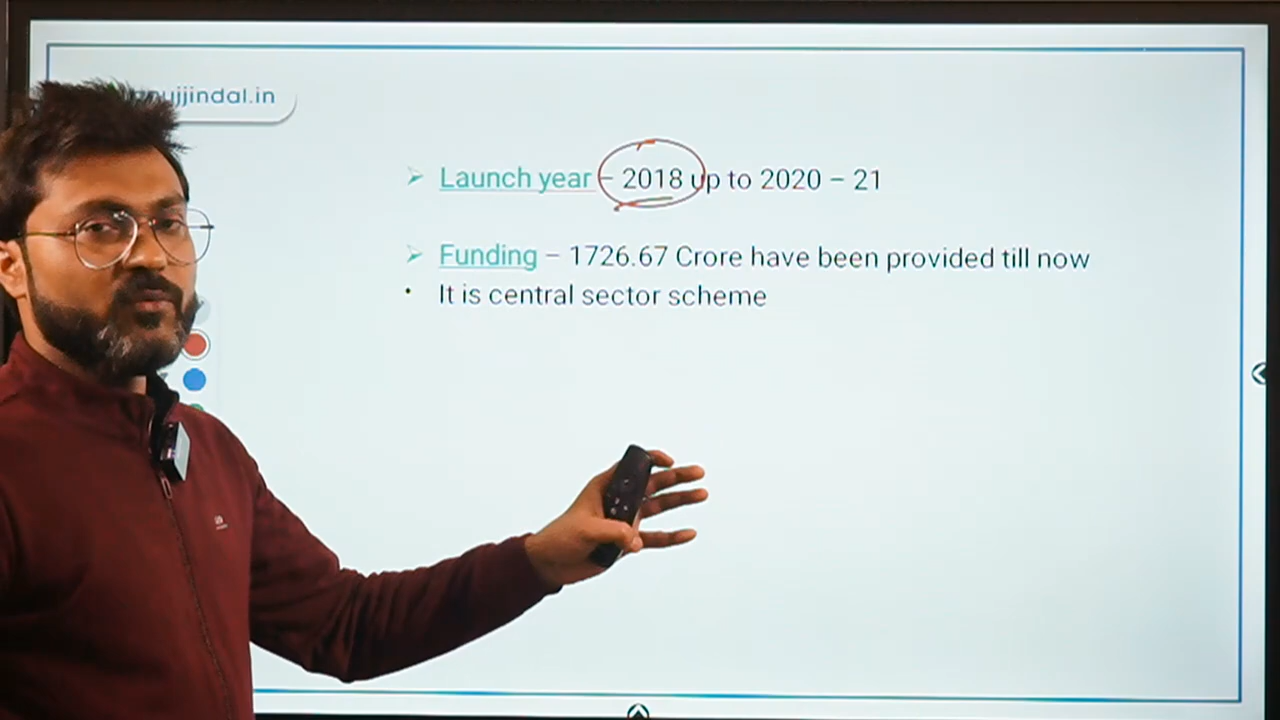 ujjindal.in
Launch year – 2018 up to 2020 – 21
Funding – 1726.67 Crore have been provided till now
It is central sector scheme